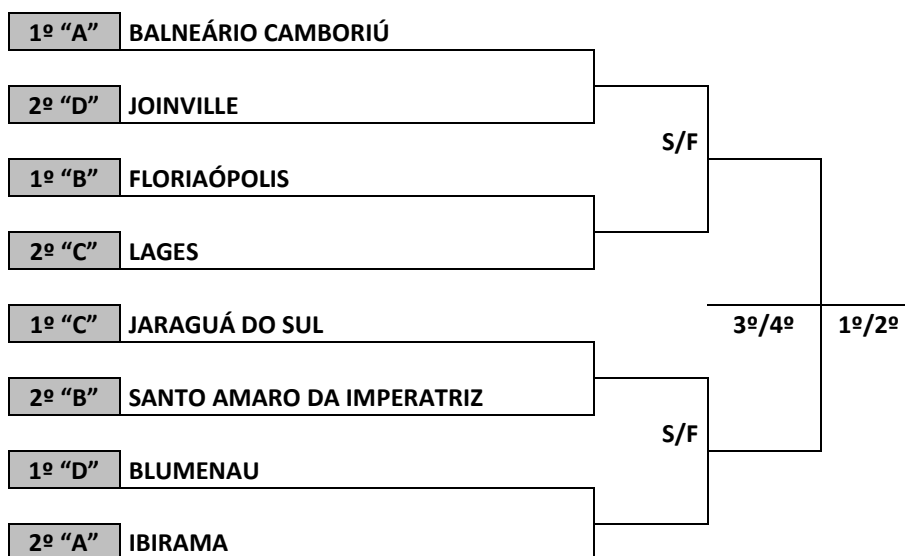 1º “A” BALNEÁRIO CAMBORIÚ
2º “D” JOINVILLE
S/F
1º “B” FLORIAÓPOLIS
2º “C” LAGES
1º “C” JARAGUÁ DO SUL
3º/4º 1º/2º
2º “B” SANTO AMARO DA IMPERATRIZ
S/F
1º “D” BLUMENAU
2º “A” IBIRAMA